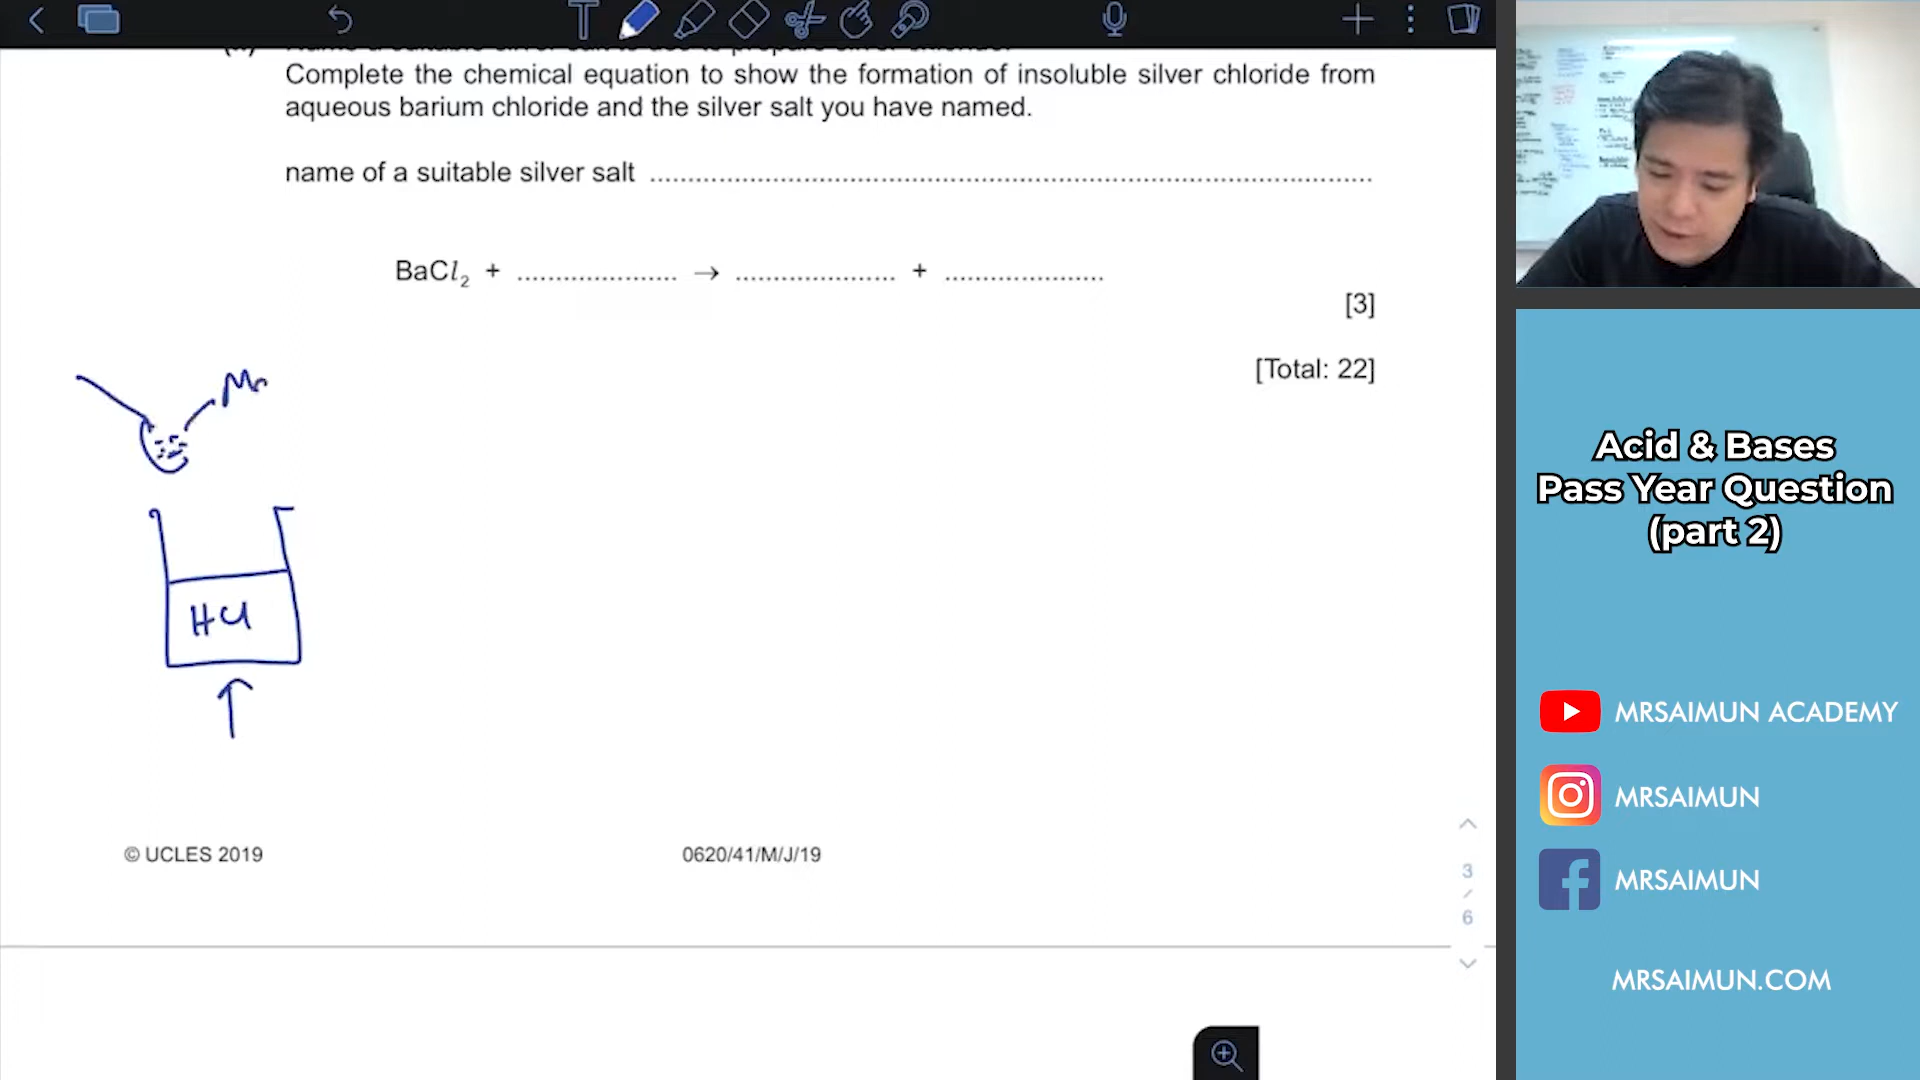 Complete the chemical equation to show the formation of insoluble silver chloride from
aqueous barium chloride and the silver salt you have named.
name of a suitable silver salt ................................................................................................
BaCl₂ + ..................... → ..................... + .....................
[3]
[Total: 22]
HCl
© UCLES 2019
0620/41/M/J/19
3
/
6
Acid & Bases
Pass Year Question
(part 2)
MRSAIMUN ACADEMY
MRSAIMUN
MRSAIMUN
MRSAIMUN.COM